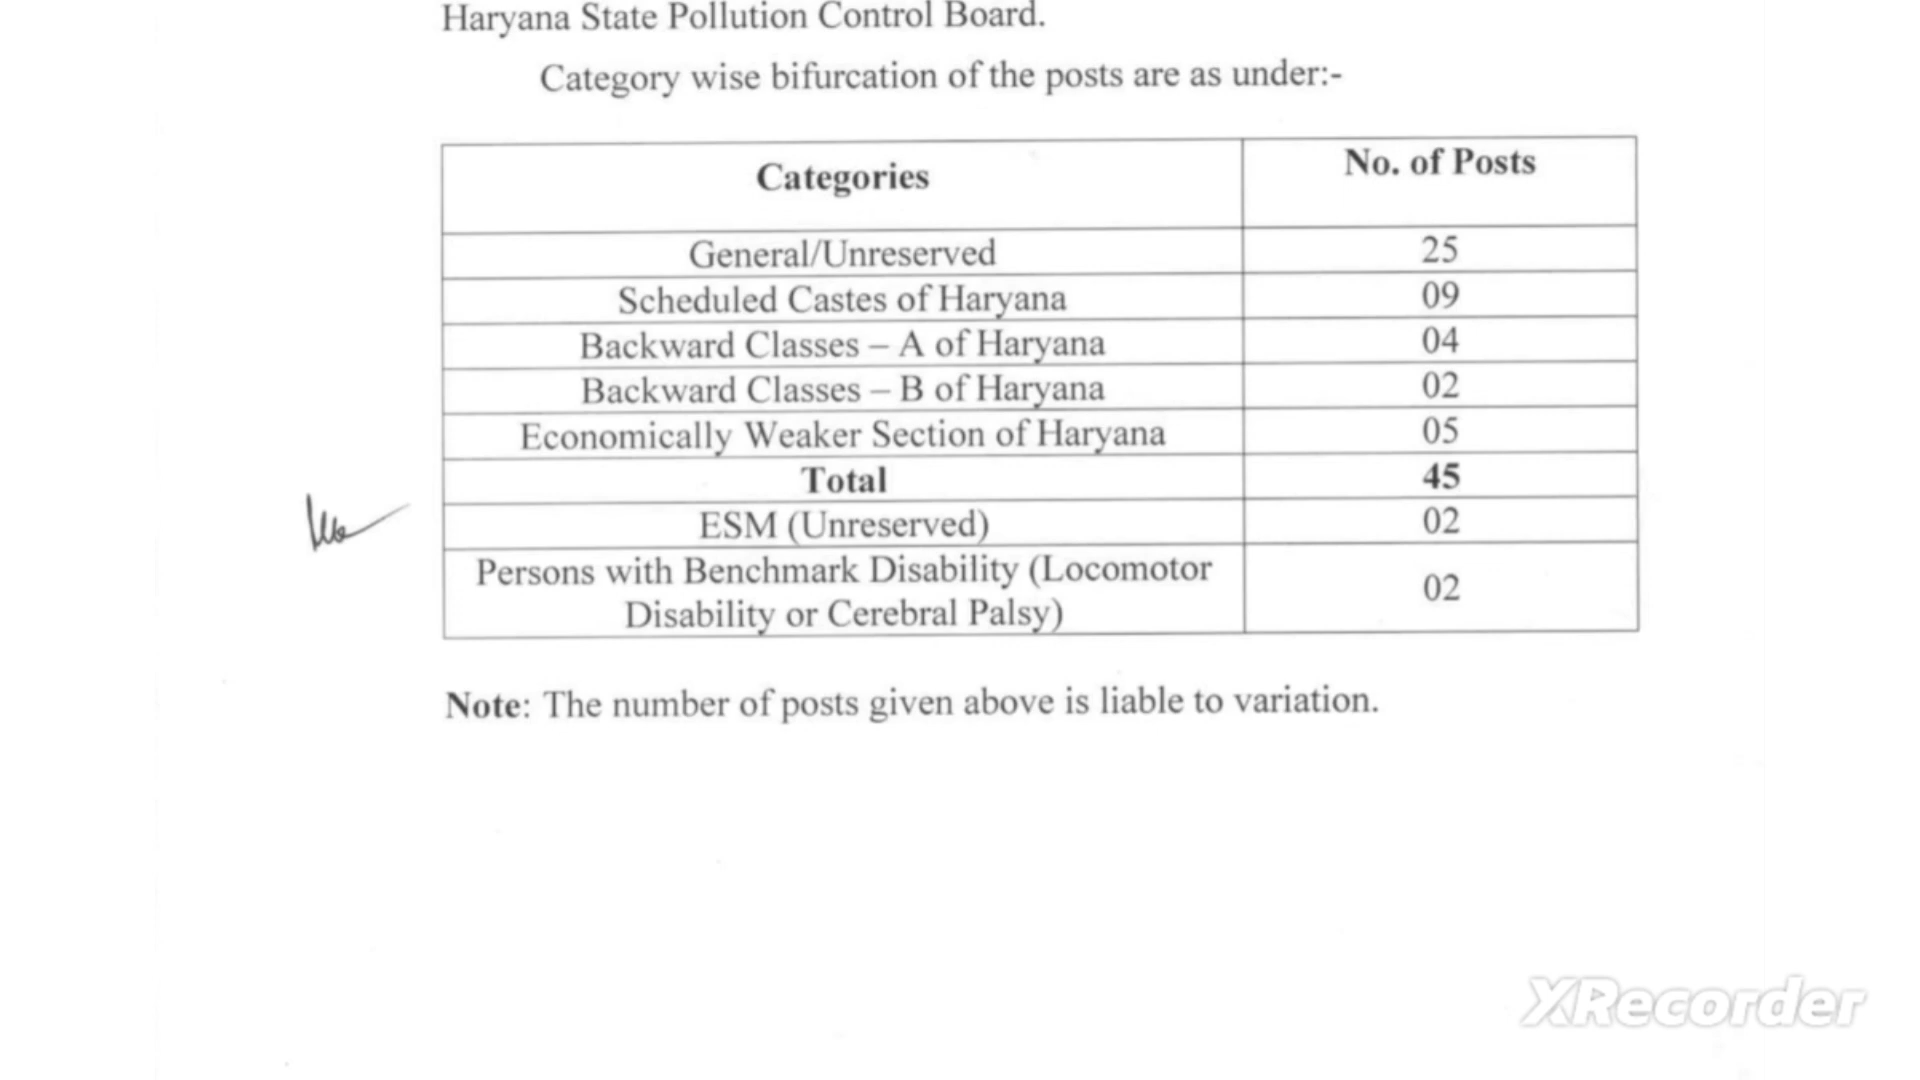 Haryana State Pollution Control Board.
Category wise bifurcation of the posts are as under:-
Categories No. of Posts
General/Unreserved 25
Scheduled Castes of Haryana 09
Backward Classes – A of Haryana 04
Backward Classes – B of Haryana 02
Economically Weaker Section of Haryana 05
Total 45
ESM (Unreserved) 02
Persons with Benchmark Disability (Locomotor
Disability or Cerebral Palsy) 02
Note: The number of posts given above is liable to variation.
XRecorder